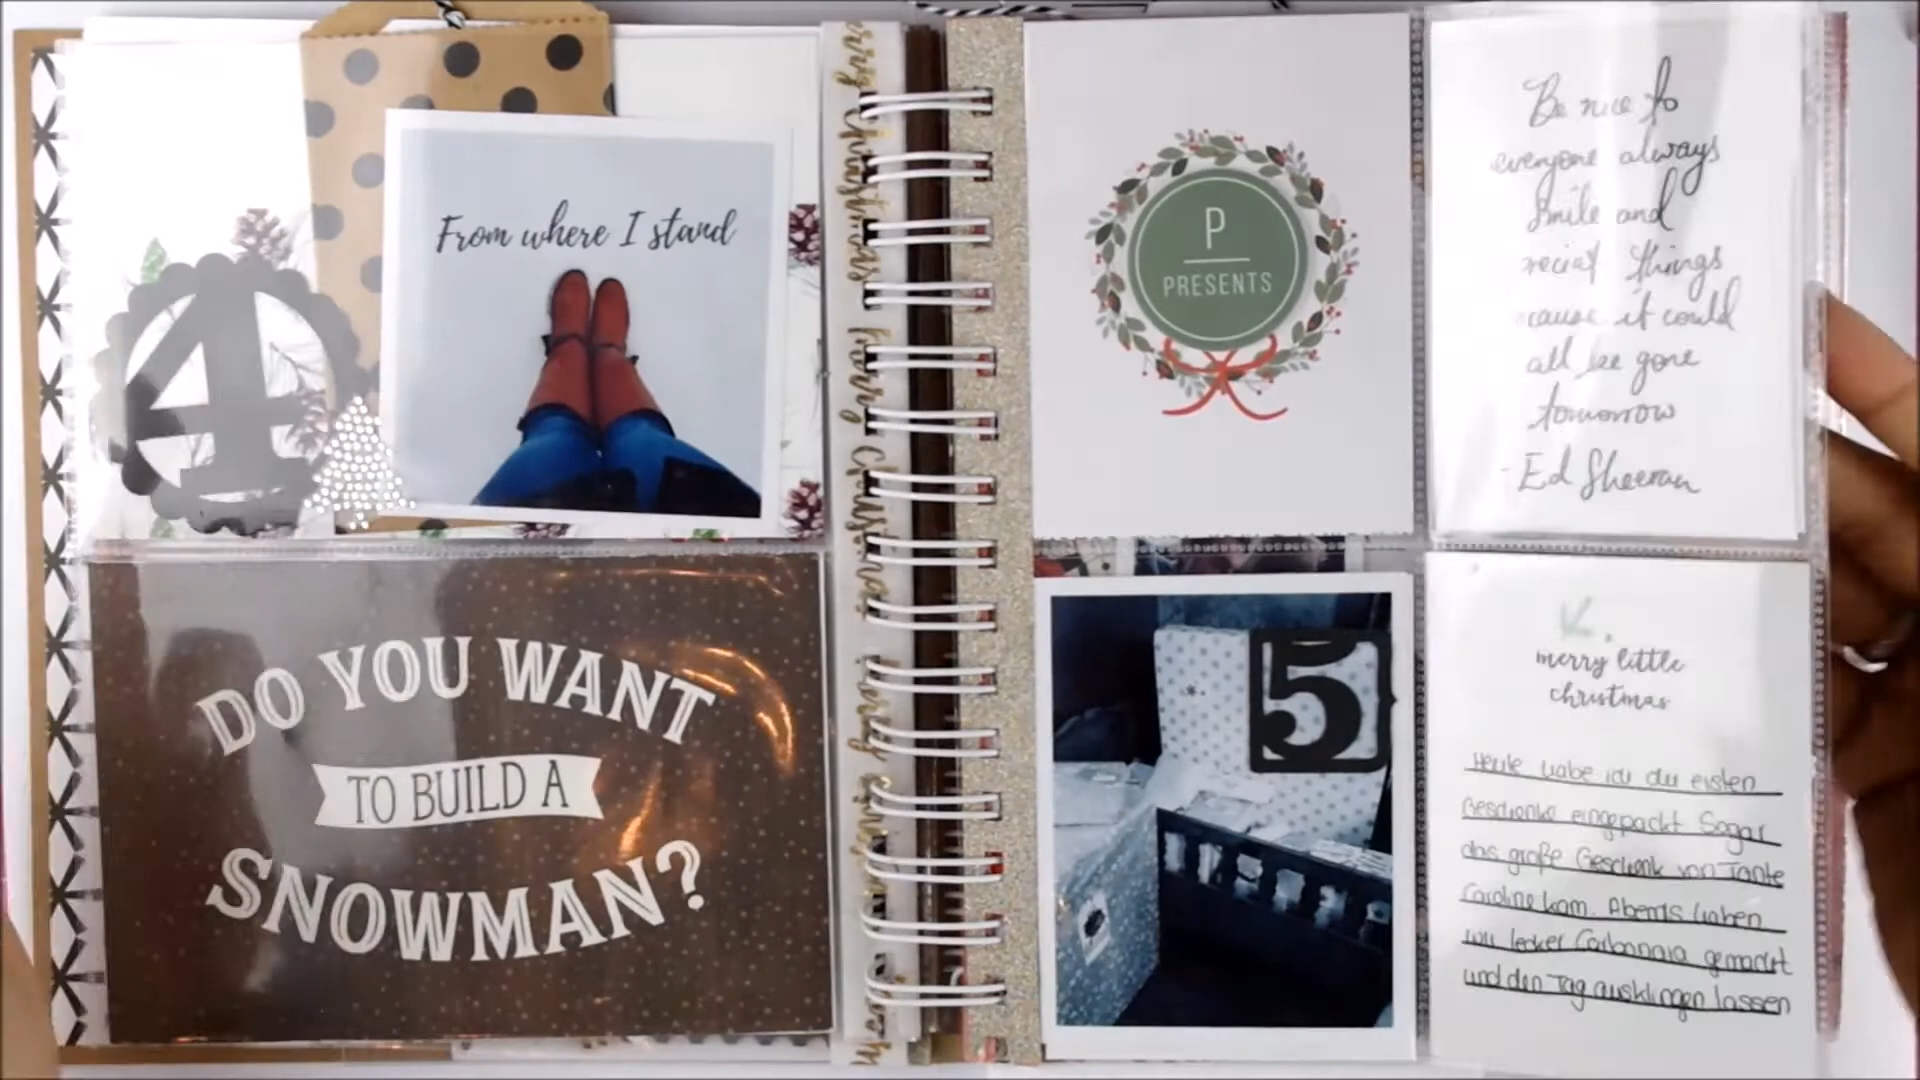 From where I stand
4
DO YOU WANT
TO BUILD A
SNOWMAN?
P
PRESENTS
Be nice to
everyone always
smile and
things
cause it could
all be gone
tomorrow
- Ed Sheeran
5
merry little
christmas
Heute habe ich die ersten
Geschenke eingepackt Sogar
das große Geschenk von Tante
Caroline kam. Abends haben
wir lecker gemacht
und den Tag ausklingen lassen